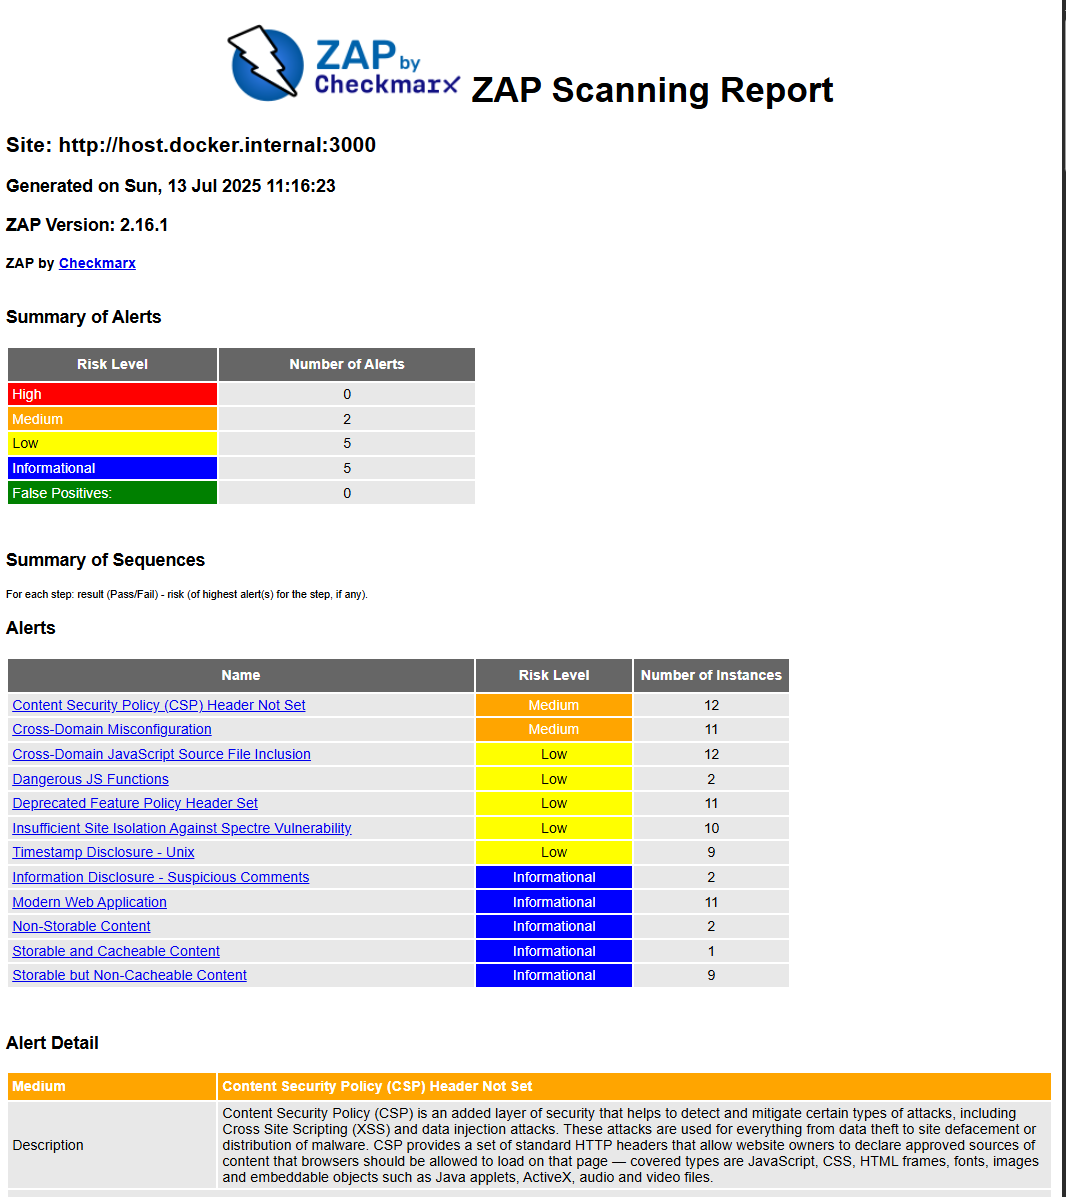 ZAP by
Checkmarx ZAP Scanning Report
Site: http://host.docker.internal:3000
Generated on Sun, 13 Jul 2025 11:16:23
ZAP Version: 2.16.1
ZAP by Checkmarx
Summary of Alerts
Risk Level Number of Alerts
High 0
Medium 2
Low 5
Informational 5
False Positives: 0
Summary of Sequences
For each step: result (Pass/Fail) - risk (of highest alert(s) for the step, if any).
Alerts
Name Risk Level Number of Instances
Content Security Policy (CSP) Header Not Set Medium 12
Cross-Domain Misconfiguration Medium 11
Cross-Domain JavaScript Source File Inclusion Low 12
Dangerous JS Functions Low 2
Deprecated Feature Policy Header Set Low 11
Insufficient Site Isolation Against Spectre Vulnerability Low 10
Timestamp Disclosure - Unix Low 9
Information Disclosure - Suspicious Comments Informational 2
Modern Web Application Informational 11
Non-Storable Content Informational 2
Storable and Cacheable Content Informational 1
Storable but Non-Cacheable Content Informational 9
Alert Detail
Medium Content Security Policy (CSP) Header Not Set
Description
Content Security Policy (CSP) is an added layer of security that helps to detect and mitigate certain types of attacks, including
Cross Site Scripting (XSS) and data injection attacks. These attacks are used for everything from data theft to site defacement or
distribution of malware. CSP provides a set of standard HTTP headers that allow website owners to declare approved sources of
content that browsers should be allowed to load on that page — covered types are JavaScript, CSS, HTML frames, fonts, images
and embeddable objects such as Java applets, ActiveX, audio and video files.